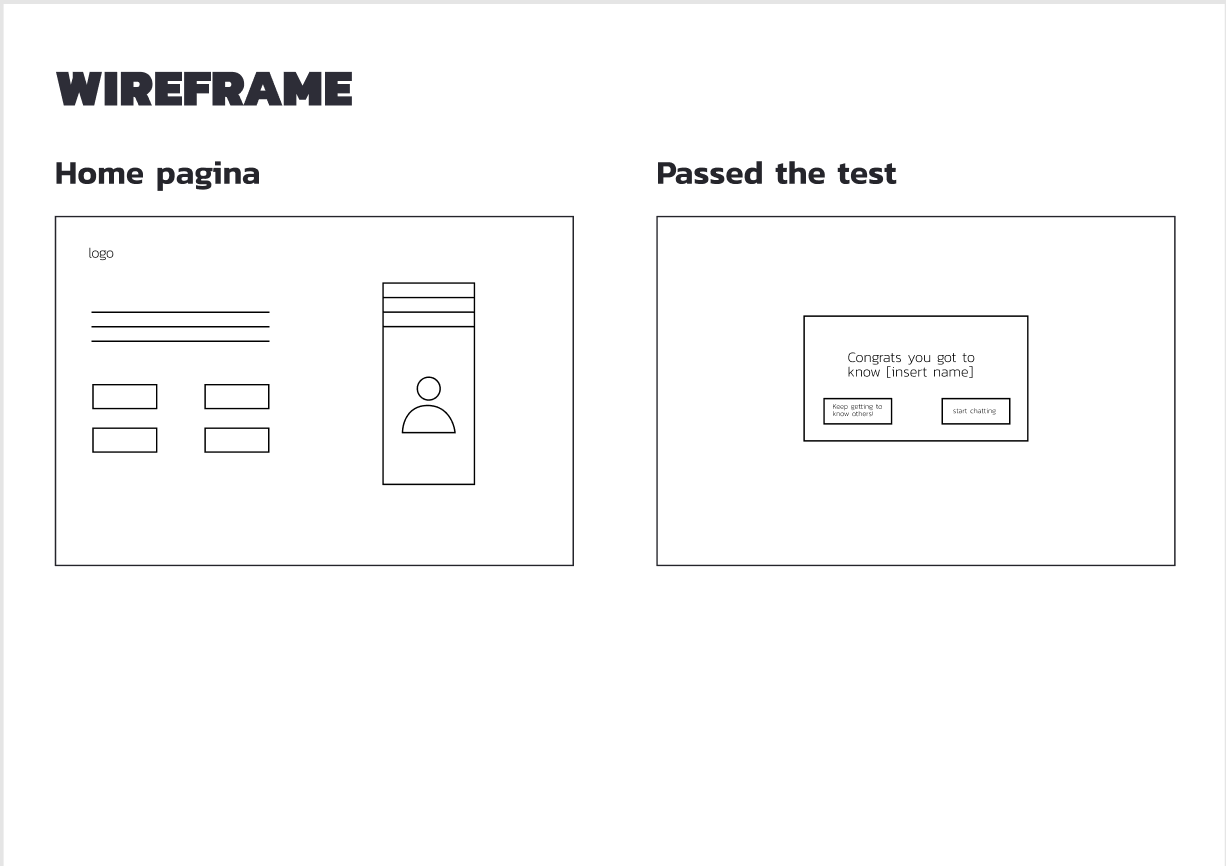 WIREFRAME
Home pagina
Passed the test
logo
Congrats you got to
know [insert name]
Keep getting to
know others!
start chatting